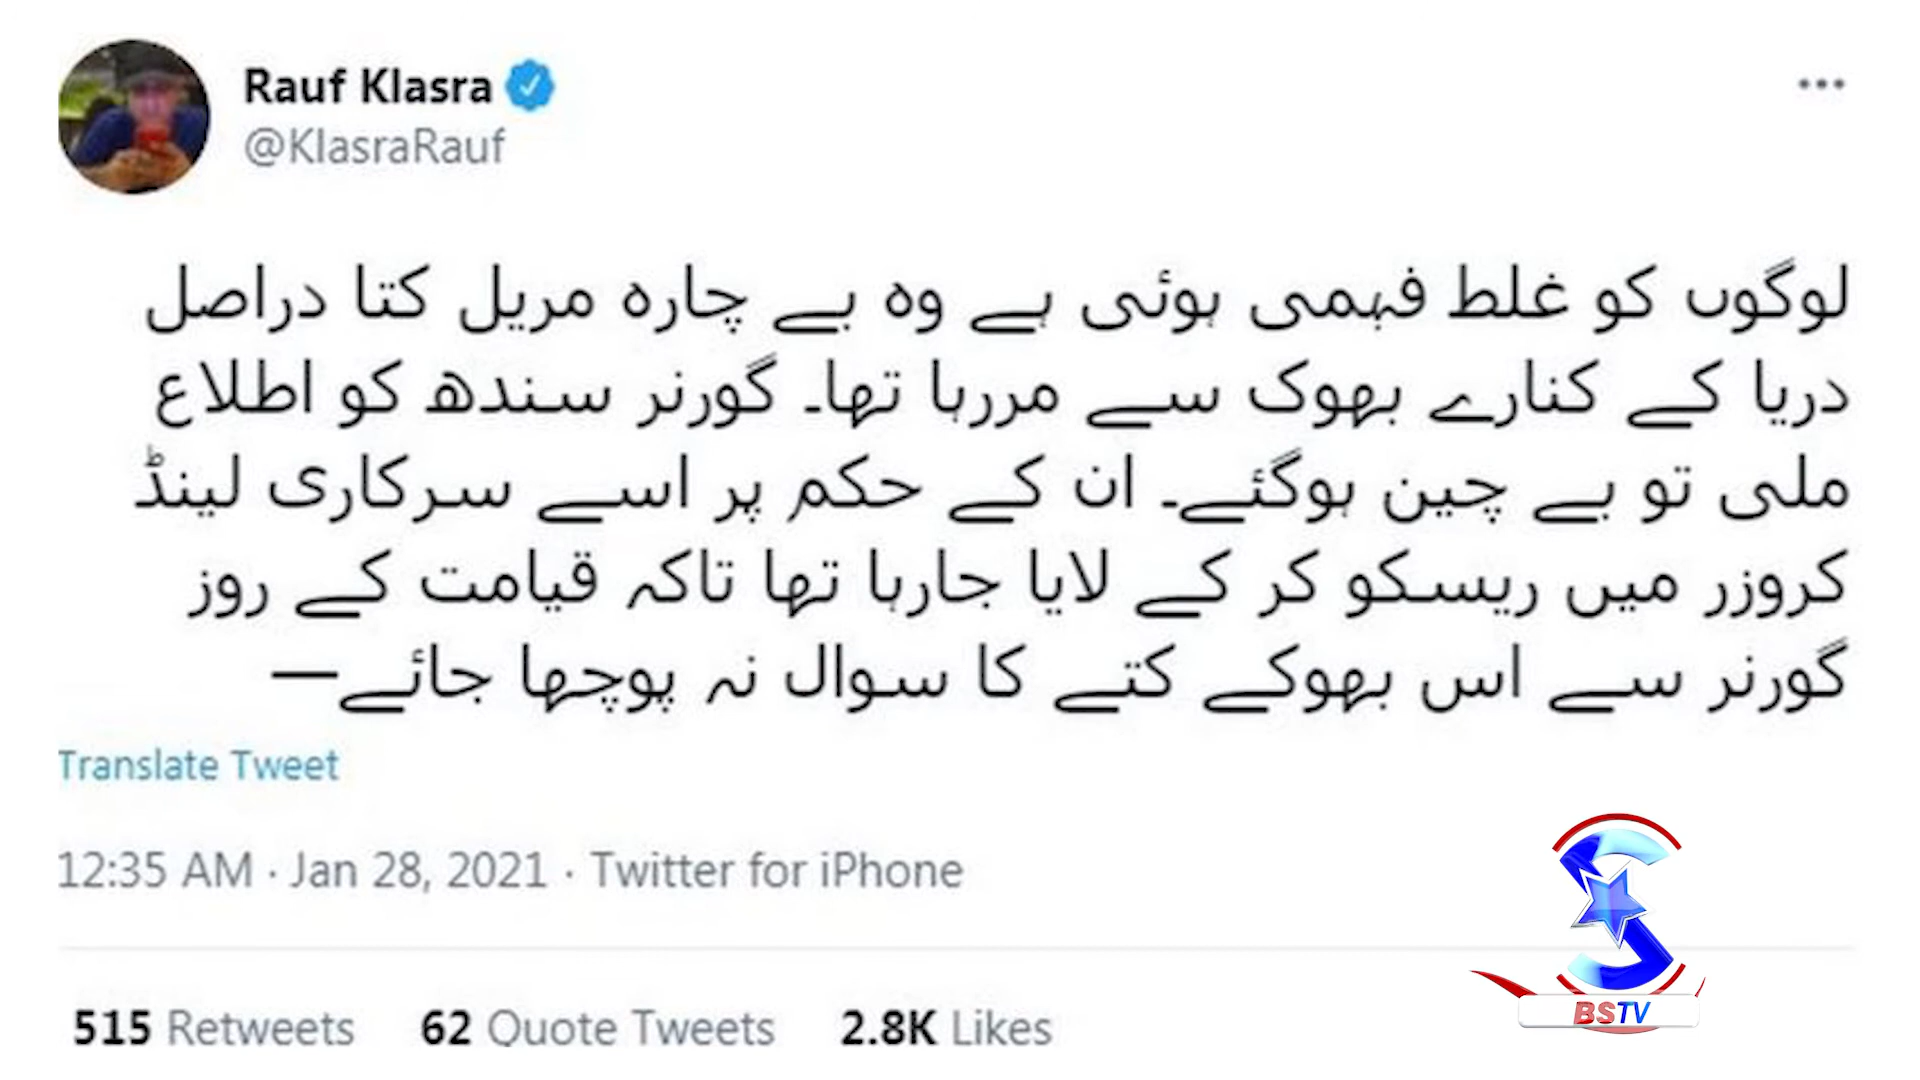 Rauf Klasra
@KlasraRauf
لوگوں کو غلط فہمی ہوئی ہے وہ بے چارہ مریل کتا دراصل
دریا کے کنارے بھوک سے مررہا تھا۔ گورنر سندھ کو اطلاع
ملی تو بے چین ہوگئے۔ ان کے حکم پر اسے سرکاری لینڈ
کروزر میں ریسکو کر کے لایا جارہا تھا تاکہ قیامت کے روز
گورنر سے اس بھوکے کتے کا سوال نہ پوچھا جائے—
Translate Tweet
12:35 AM · Jan 28, 2021 · Twitter for iPhone
515 Retweets 62 Quote Tweets 2.8K Likes
BSTV